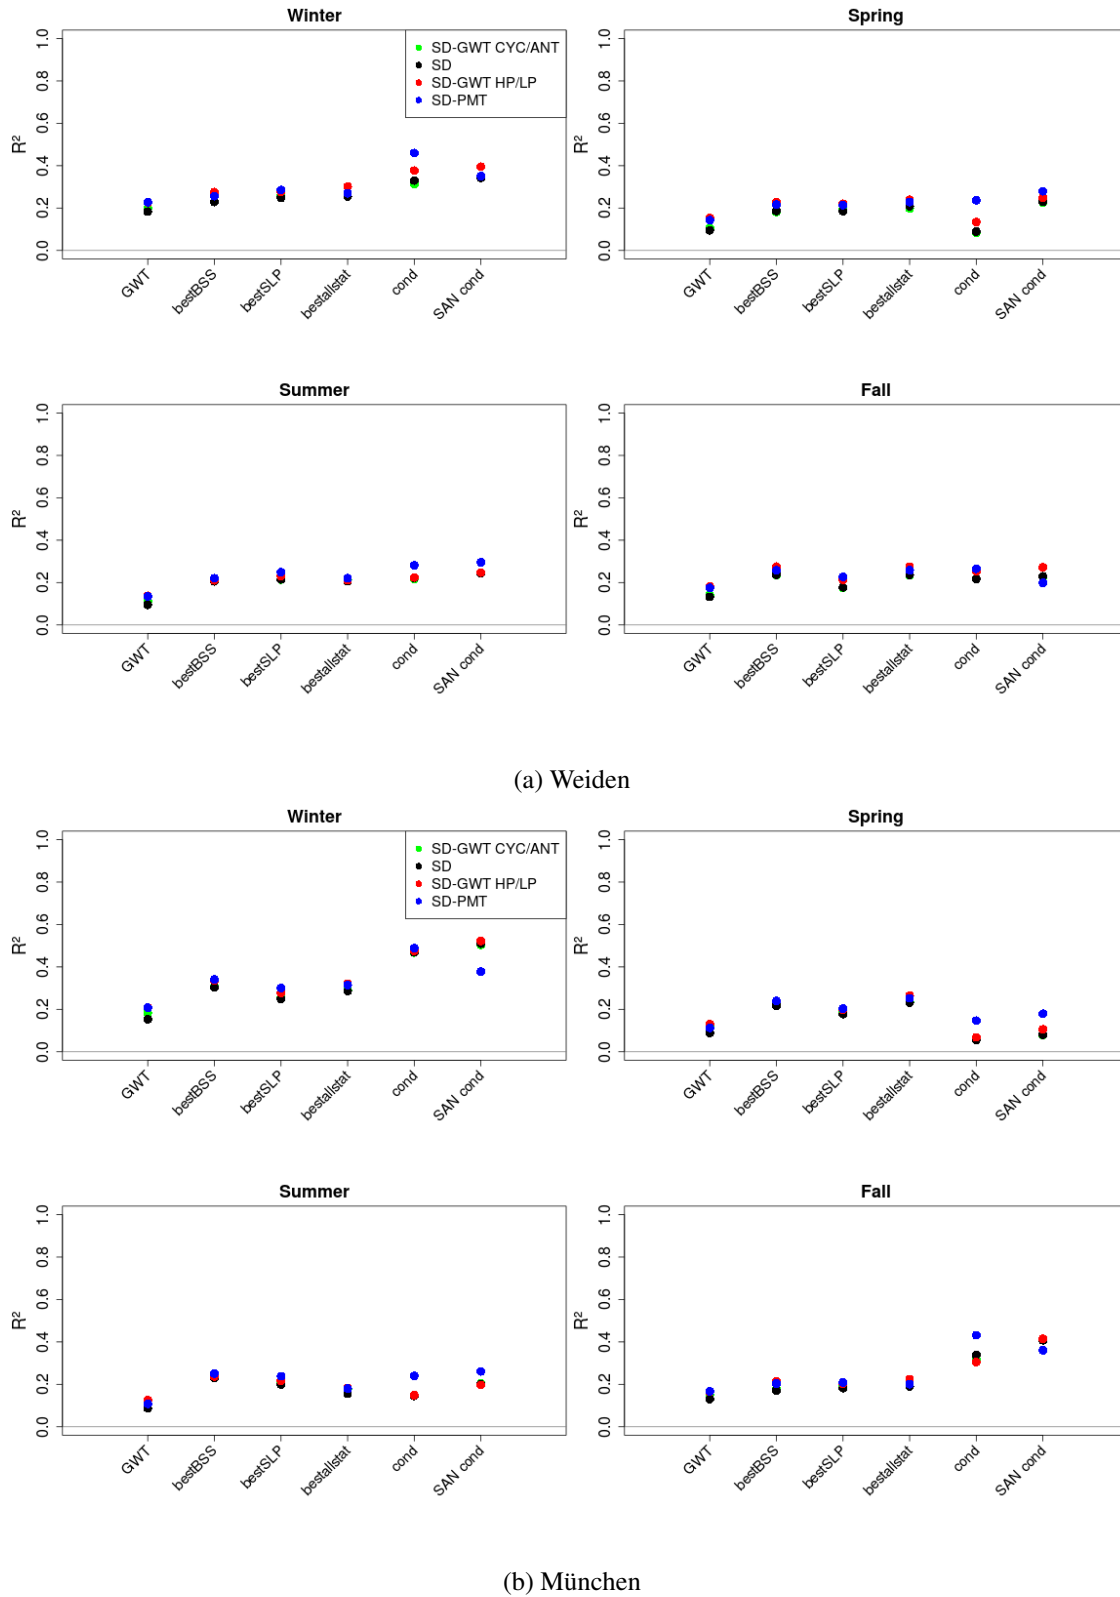 Winter
R²
0.0 0.2 0.4 0.6 0.8 1.0
SD-GWT CYC/ANT
SD
SD-GWT HP/LP
SD-PMT
GWT bestBSS bestSLP bestallstat cond SAN cond
Spring
R²
0.0 0.2 0.4 0.6 0.8 1.0
GWT bestBSS bestSLP bestallstat cond SAN cond
Summer
R²
0.0 0.2 0.4 0.6 0.8 1.0
GWT bestBSS bestSLP bestallstat cond SAN cond
Fall
R²
0.0 0.2 0.4 0.6 0.8 1.0
GWT bestBSS bestSLP bestallstat cond SAN cond
(a) Weiden
Winter
R²
0.0 0.2 0.4 0.6 0.8 1.0
SD-GWT CYC/ANT
SD
SD-GWT HP/LP
SD-PMT
GWT bestBSS bestSLP bestallstat cond SAN cond
Spring
R²
0.0 0.2 0.4 0.6 0.8 1.0
GWT bestBSS bestSLP bestallstat cond SAN cond
Summer
R²
0.0 0.2 0.4 0.6 0.8 1.0
GWT bestBSS bestSLP bestallstat cond SAN cond
Fall
R²
0.0 0.2 0.4 0.6 0.8 1.0
GWT bestBSS bestSLP bestallstat cond SAN cond
(b) München